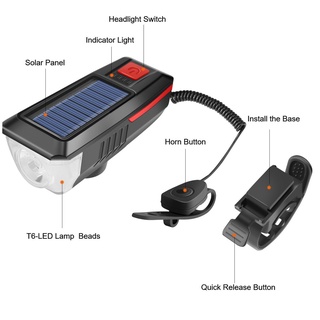 Headlight Switch
Indicator Light
Solar Panel
Install the Base
Horn Button
T6-LED Lamp Beads
Quick Release Button